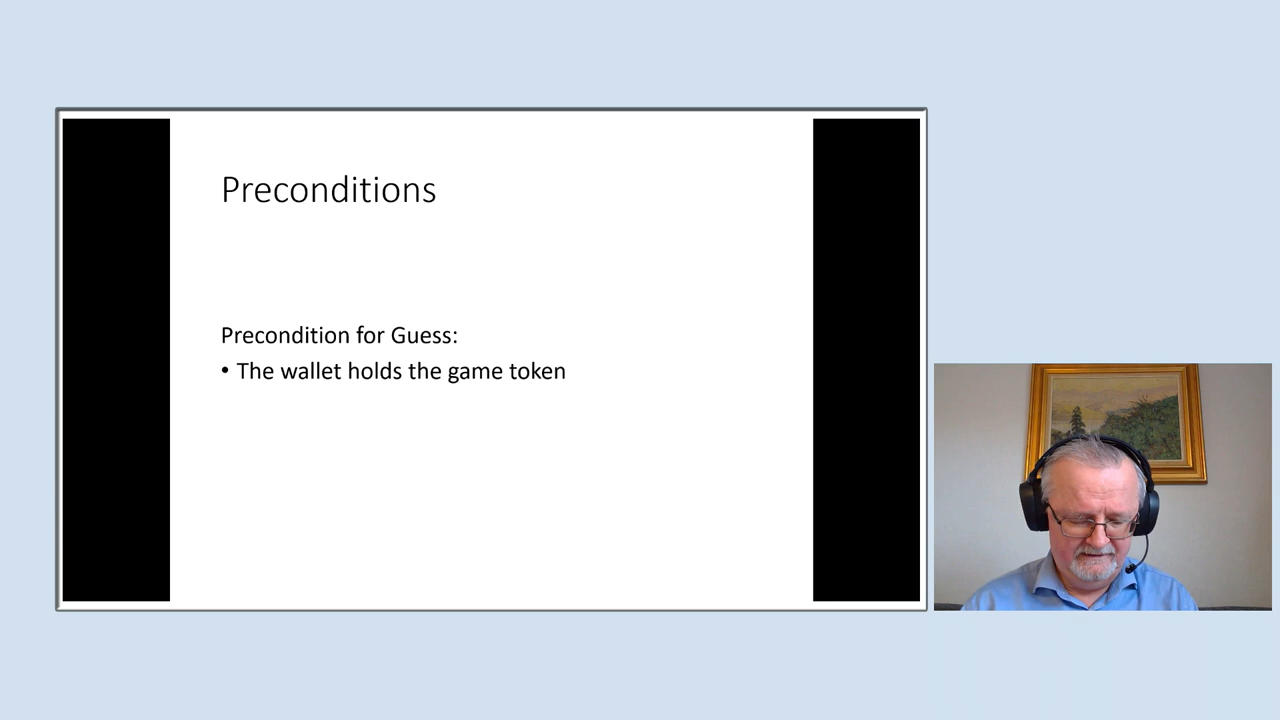 Preconditions
Precondition for Guess:
• The wallet holds the game token